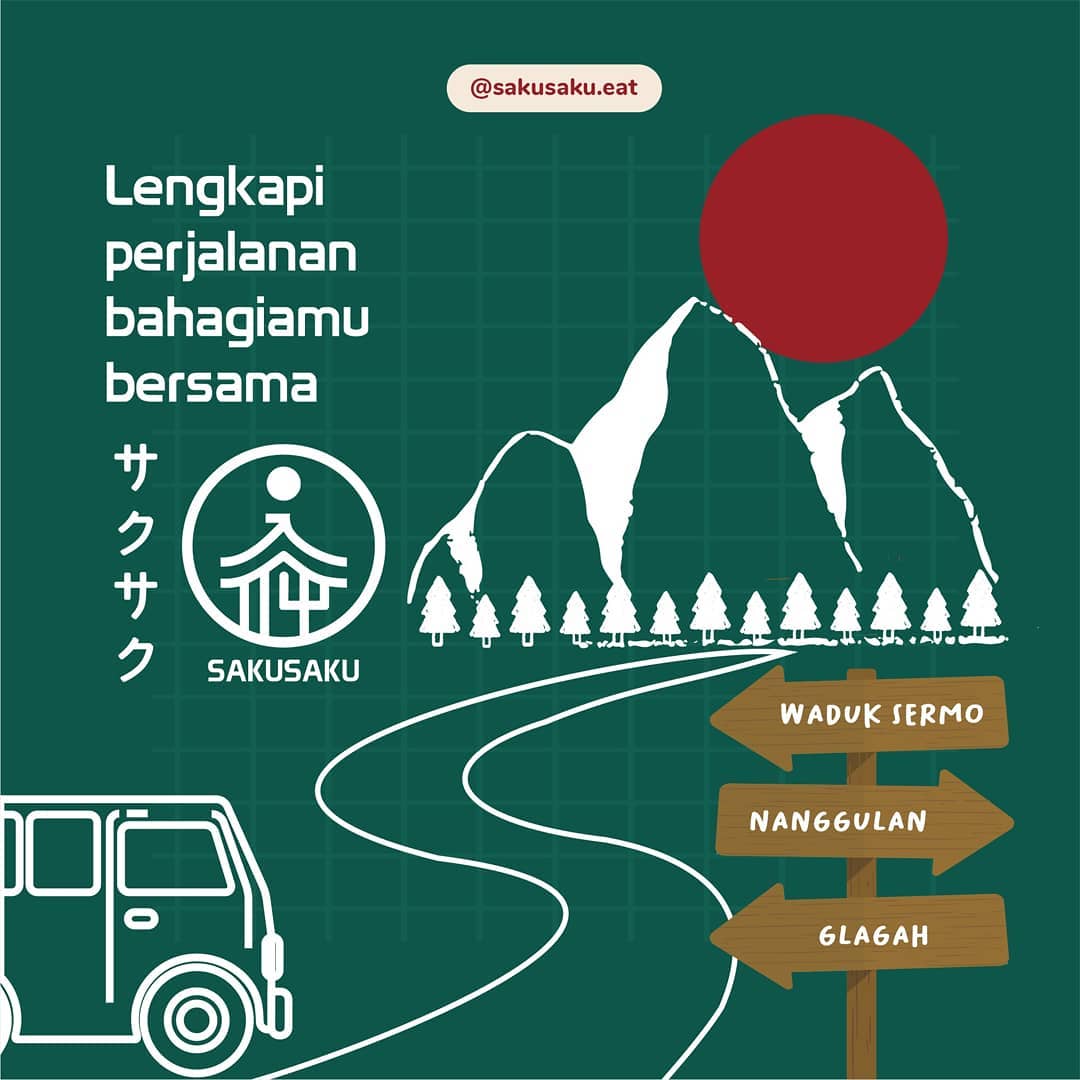 @sakusaku.eat
Lengkapi
perjalanan
bahagiamu
bersama
サクサク
SAKUSAKU
WADUK SERMO
NANGGULAN
GLAGAH